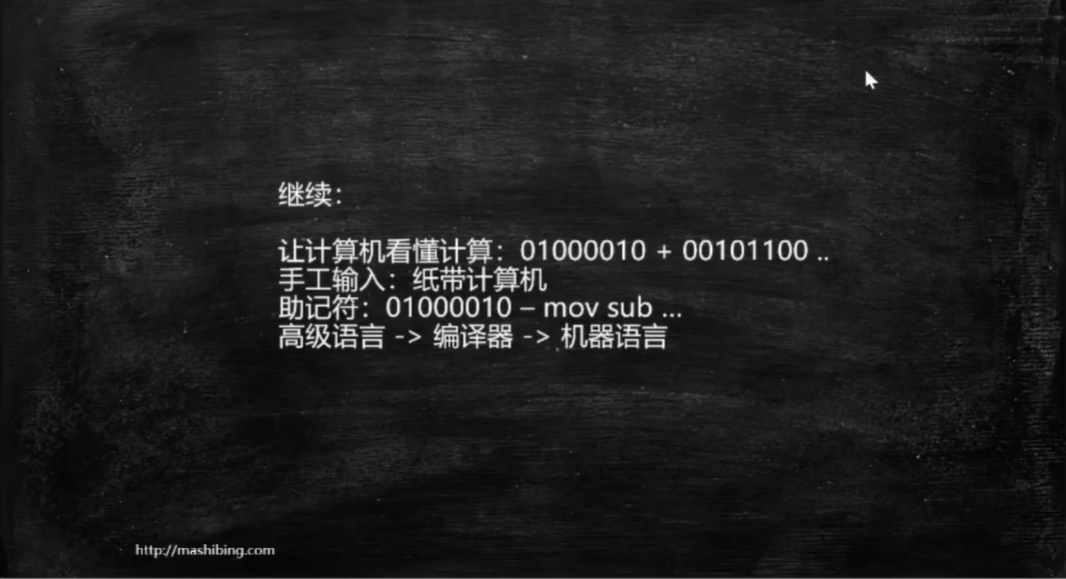 继续：
让计算机看懂计算：01000010 + 00101100 ..
手工输入：纸带计算机
助记符：01000010 – mov sub ...
高级语言 -> 编译器 -> 机器语言
http://mashibing.com